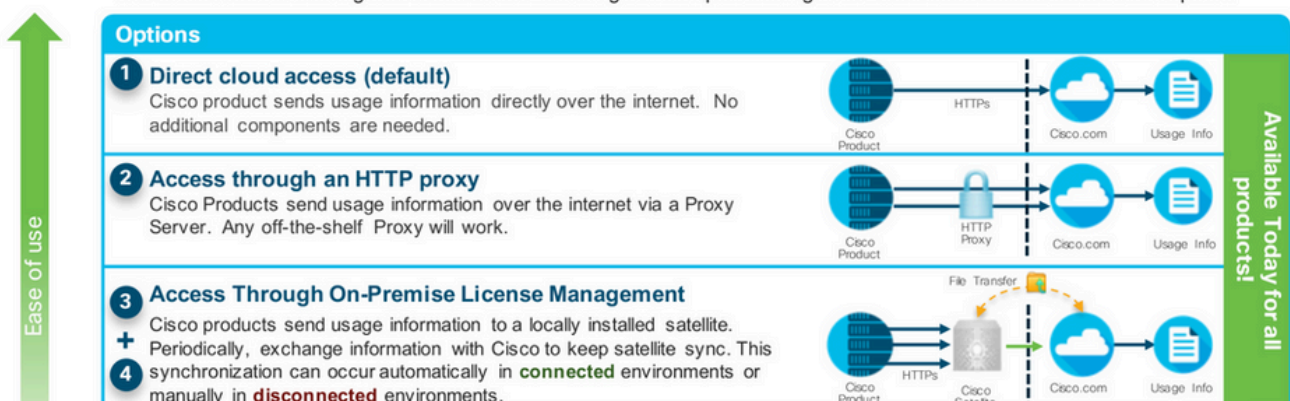 Options
1 Direct cloud access (default)
Cisco product sends usage information directly over the internet. No
additional components are needed.
HTTPs
Cisco
Product
Cisco.com
Usage Info
2 Access through an HTTP proxy
Cisco Products send usage information over the internet via a Proxy
Server. Any off-the-shelf Proxy will work.
HTTP
Proxy
Cisco
Product
Cisco.com
Usage Info
3
+
4
Access Through On-Premise License Management
Cisco products send usage information to a locally installed satellite.
Periodically, exchange information with Cisco to keep satellite sync. This
synchronization can occur automatically in connected environments or
manually in disconnected environments.
File Transfer
HTTPs
Cisco
Product
Cisco
Cisco.com
Usage Info
Ease of use
Available Today for all
products!